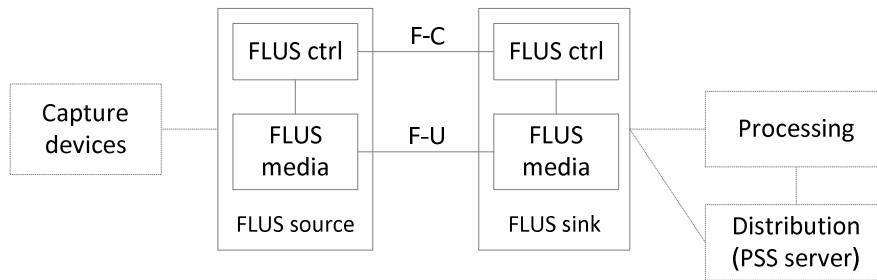 Capture
devices
FLUS ctrl
FLUS
media
FLUS source
F-C
F-U
FLUS ctrl
FLUS
media
FLUS sink
Processing
Distribution
(PSS server)